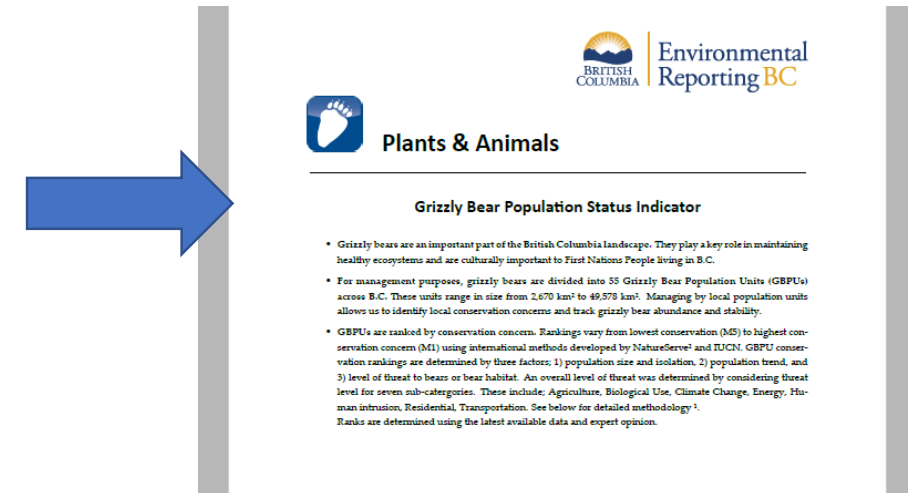 BRITISH
COLUMBIA
Environmental
Reporting BC
Plants & Animals
Grizzly Bear Population Status Indicator
• Grizzly bears are an important part of the British Columbia landscape. They play a key role in maintaining
healthy ecosystems and are culturally important to First Nations People living in B.C.
• For management purposes, grizzly bears are divided into 55 Grizzly Bear Population Units (GBPUs)
across B.C. These units range in size from 2,670 km² to 49,578 km². Managing by local population units
allows us to identify local conservation concerns and track grizzly bear abundance and stability.
• GBPUs are ranked by conservation concern. Rankings vary from lowest conservation (M5) to highest con-
servation concern (M1) using international methods developed by NatureServe² and IUCN. GBPU conser-
vation rankings are determined by three factors; 1) population size and isolation, 2) population trend, and
3) level of threat to bears or bear habitat. An overall level of threat was determined by considering threat
level for seven sub-catergories. These include; Agriculture, Biological Use, Climate Change, Energy, Hu-
man intrusion, Residential, Transportation. See below for detailed methodology ¹.
Ranks are determined using the latest available data and expert opinion.